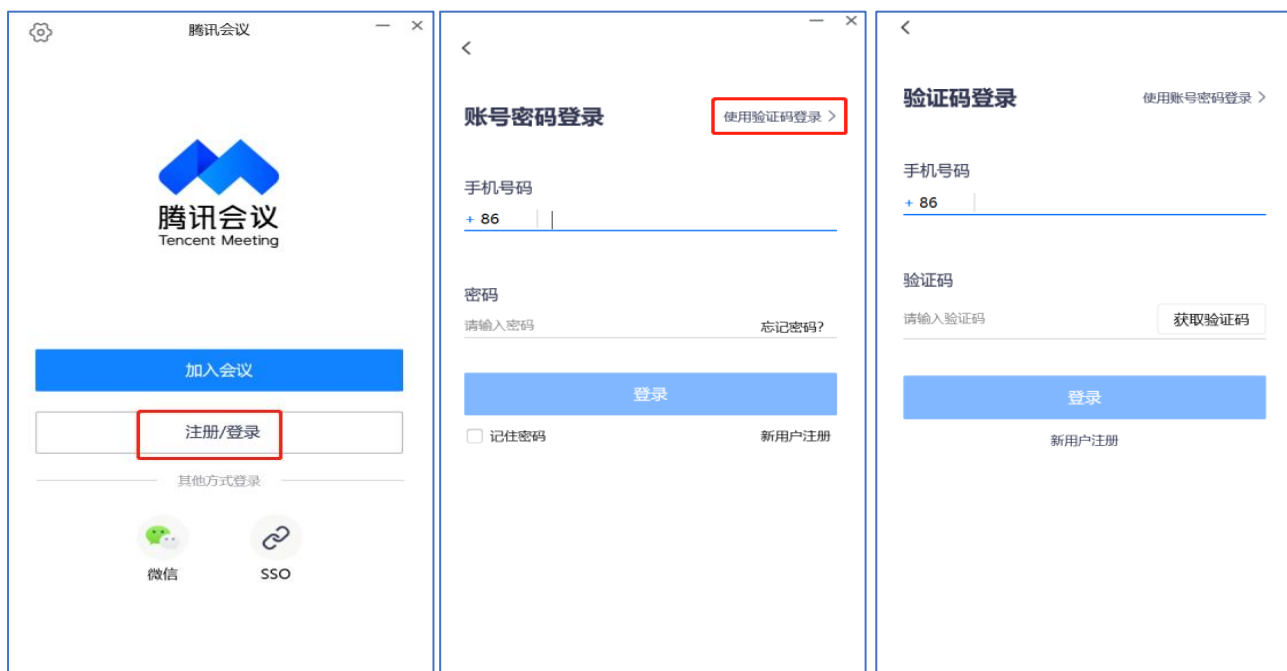 腾讯会议
腾讯会议
Tencent Meeting
加入会议
注册/登录
其他方式登录
微信 SSO
账号密码登录 使用验证码登录 >
手机号码
+ 86
密码
请输入密码 忘记密码?
登录
记住密码 新用户注册
验证码登录 使用账号密码登录 >
手机号码
+ 86
验证码
请输入验证码 获取验证码
登录
新用户注册